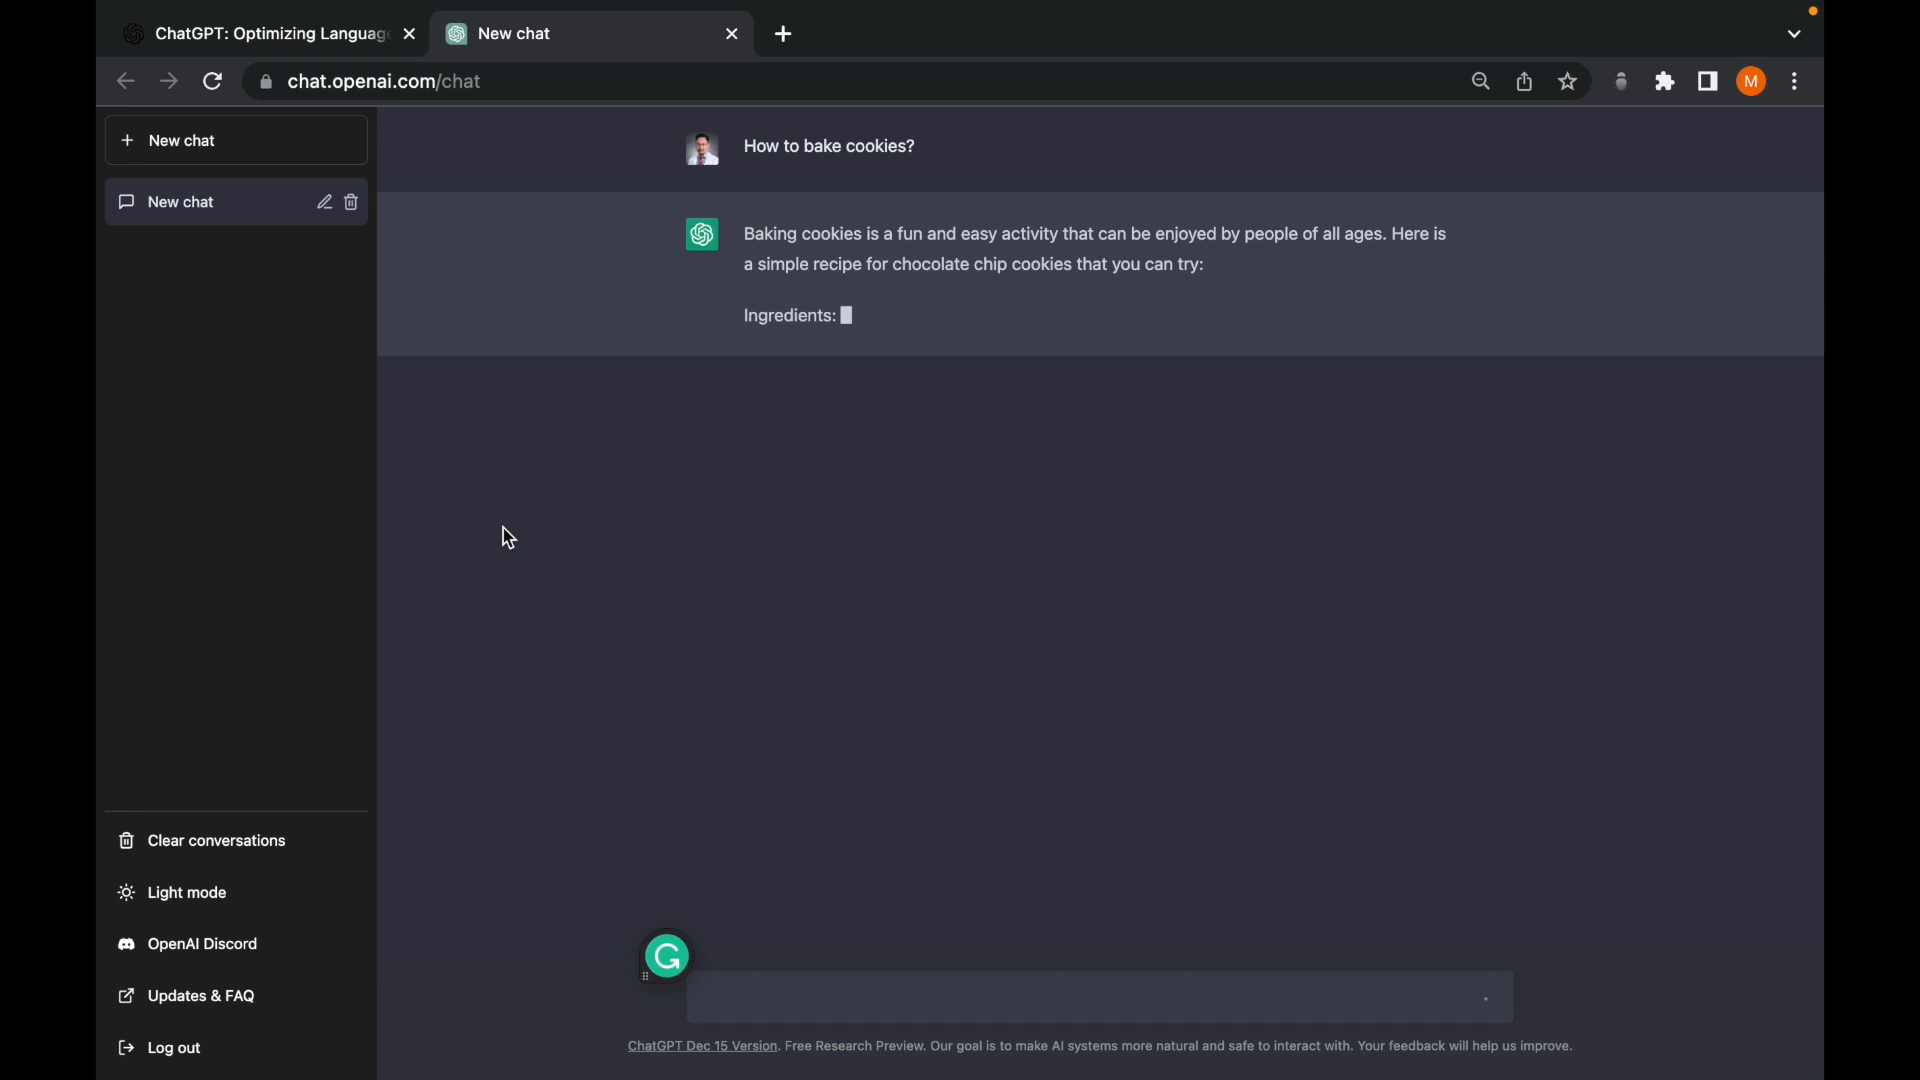 ChatGPT: Optimizing Language
New chat
chat.openai.com/chat
M
New chat
New chat
How to bake cookies?
Baking cookies is a fun and easy activity that can be enjoyed by people of all ages. Here is
a simple recipe for chocolate chip cookies that you can try:
Ingredients:
Clear conversations
Light mode
OpenAI Discord
Updates & FAQ
Log out
ChatGPT Dec 15 Version. Free Research Preview. Our goal is to make AI systems more natural and safe to interact with. Your feedback will help us improve.